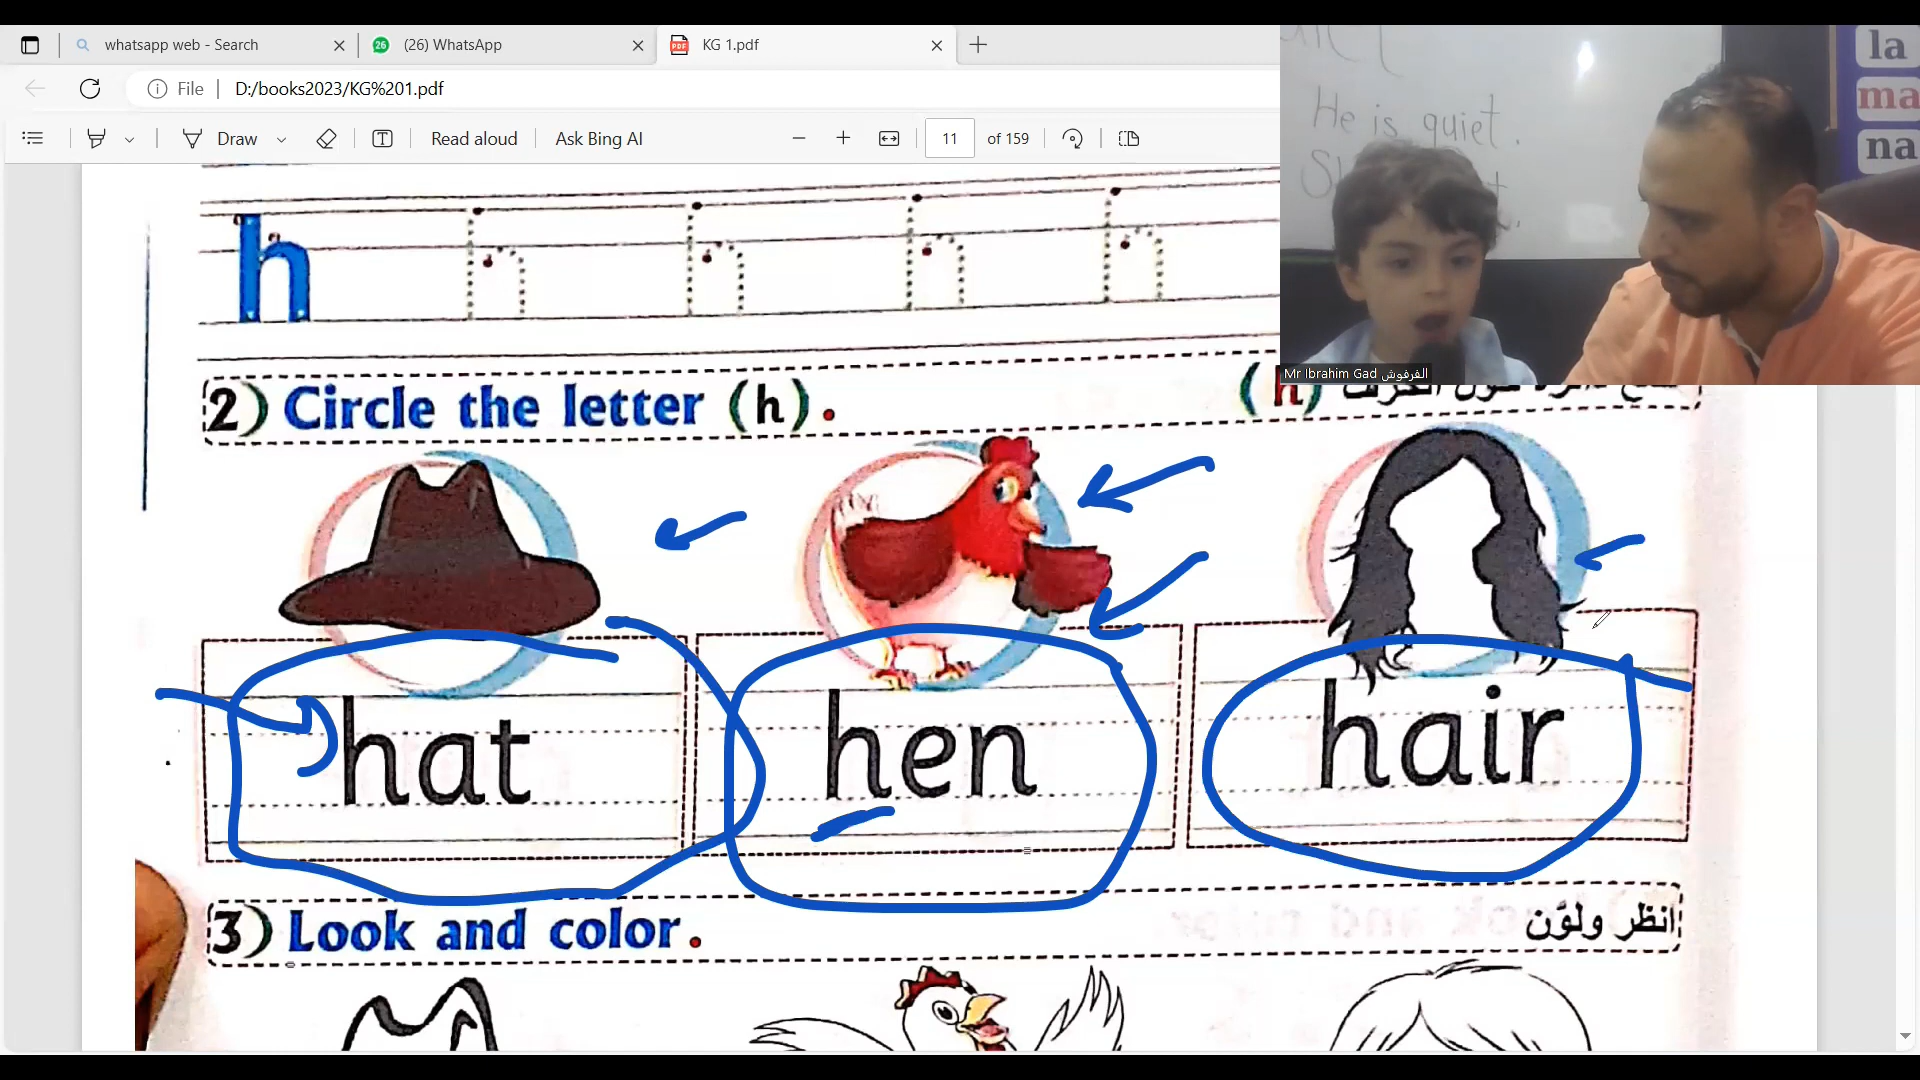 whatsapp web - Search
(26) WhatsApp
KG 1.pdf
File
D:/books2023/KG%201.pdf
Draw
Read aloud
Ask Bing AI
11 of 159
la
ma
na
He is quiet.
Mr Ibrahim Gad الفرفوش
h h h h h
2) Circle the letter (h).
(h)
hat
hen
hair
3) Look and color.
انظر ولوَّن